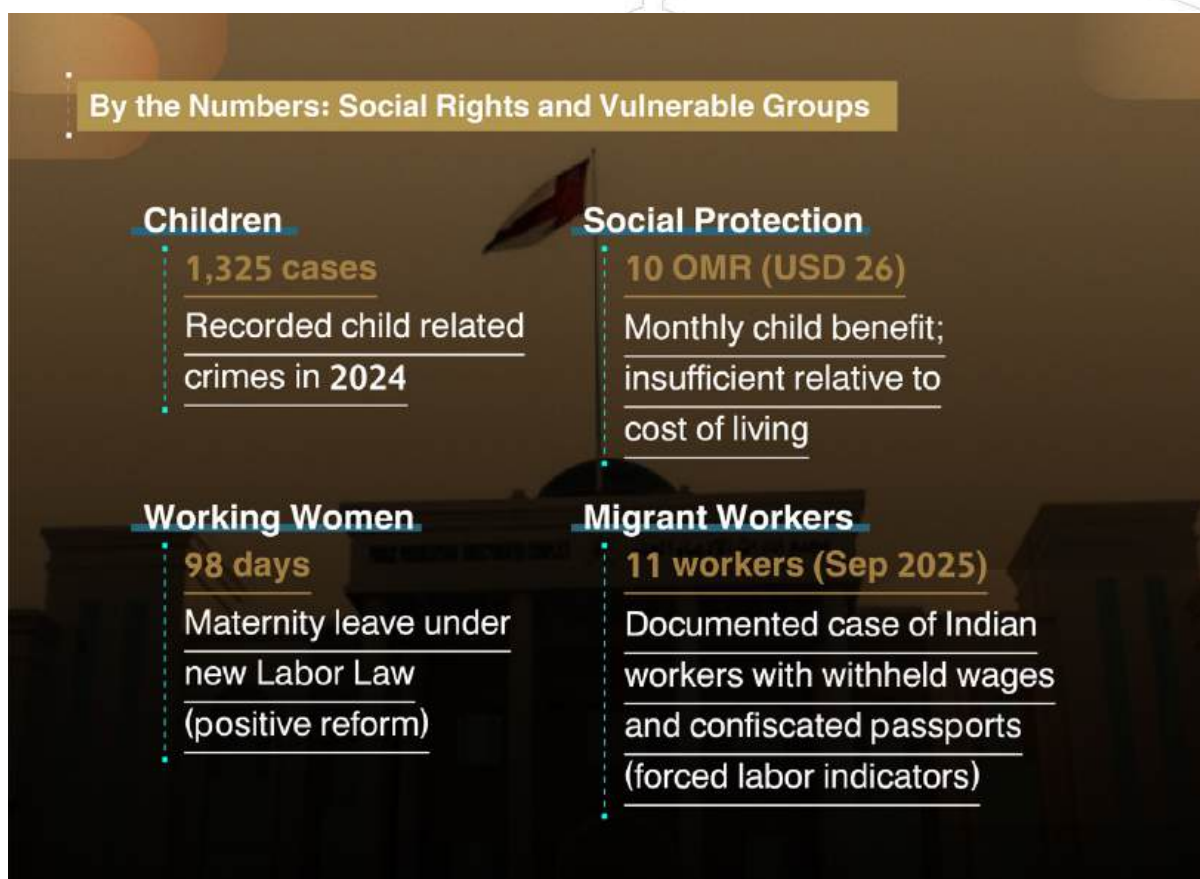 By the Numbers: Social Rights and Vulnerable Groups
Children
1,325 cases
Recorded child related
crimes in 2024
Social Protection
10 OMR (USD 26)
Monthly child benefit;
insufficient relative to
cost of living
Working Women
98 days
Maternity leave under
new Labor Law
(positive reform)
Migrant Workers
11 workers (Sep 2025)
Documented case of Indian
workers with withheld wages
and confiscated passports
(forced labor indicators)